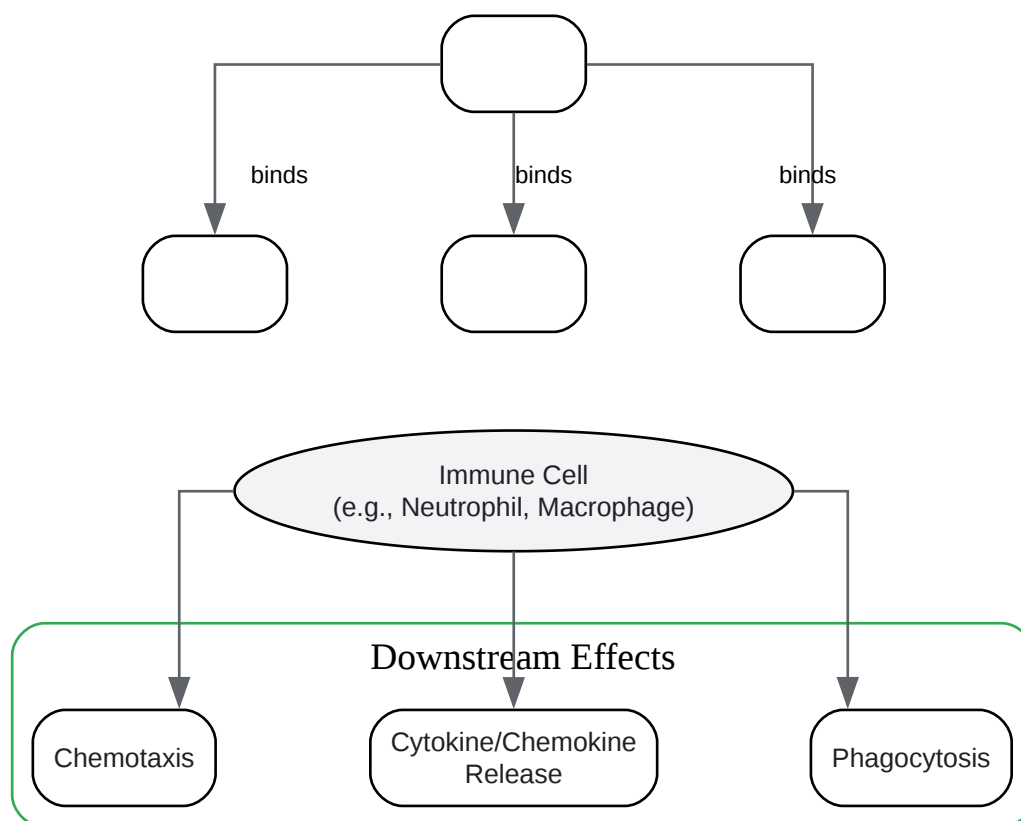 binds
binds
binds
Immune Cell
(e.g., Neutrophil, Macrophage)
Downstream Effects
Chemotaxis
Cytokine/Chemokine
Release
Phagocytosis